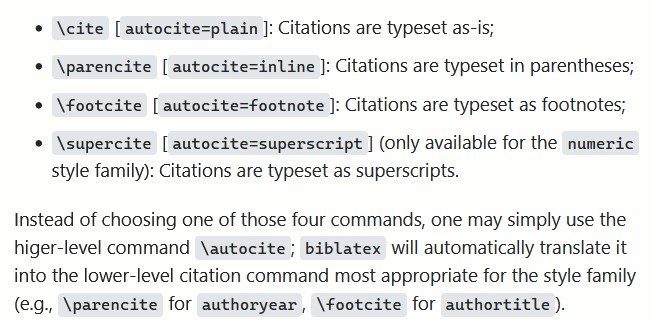 • \cite [autocite=plain]: Citations are typeset as-is;
• \parencite [autocite=inline]: Citations are typeset in parentheses;
• \footcite [autocite=footnote]: Citations are typeset as footnotes;
• \supercite [autocite=superscript] (only available for the numeric
style family): Citations are typeset as superscripts.
Instead of choosing one of those four commands, one may simply use the
higer-level command \autocite; biblatex will automatically translate it
into the lower-level citation command most appropriate for the style family
(e.g., \parencite for authoryear, \footcite for authortitle).